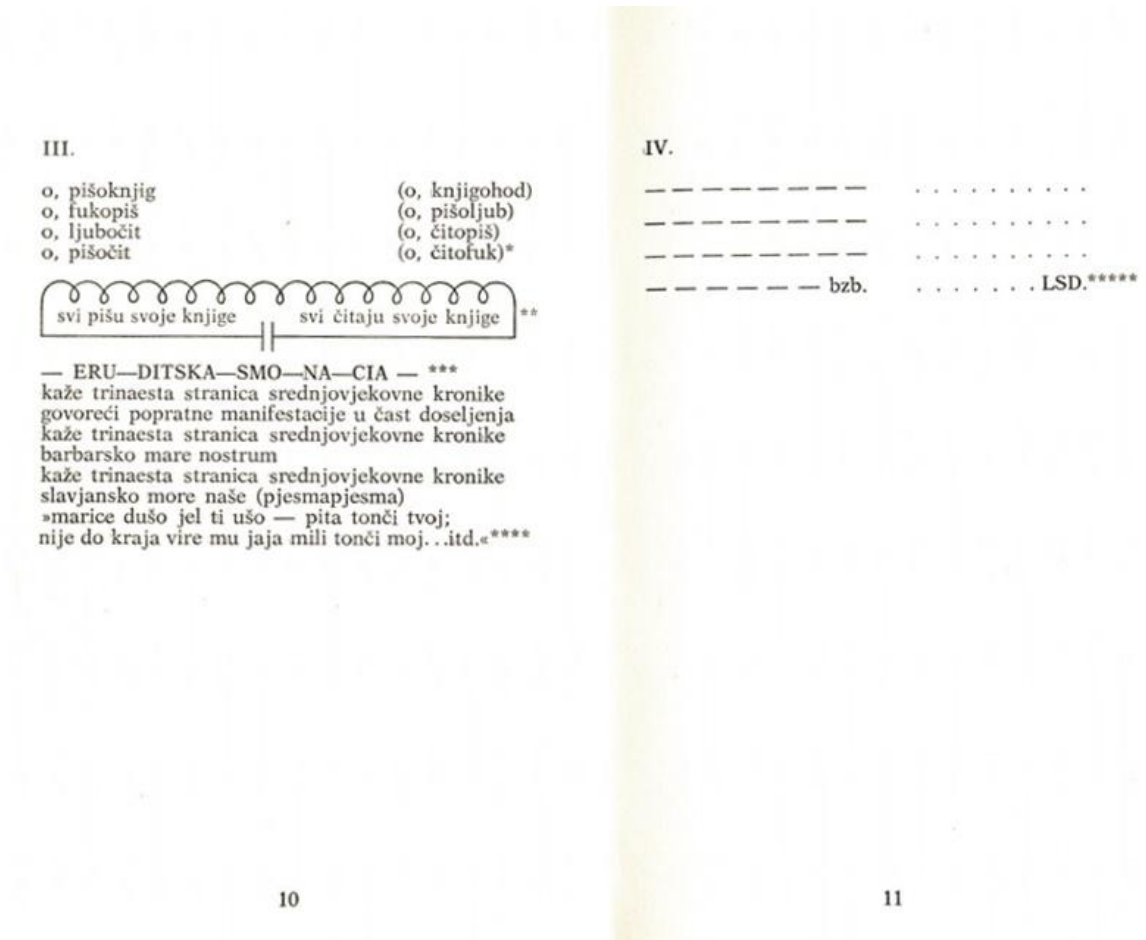 III.
o, pišoknjig (o, knjigohod)
o, fukopiš (o, pišoljub)
o, ljubočit (o, čitopiš)
o, pišočit (o, čitofuk)*
svi pišu svoje knjige svi čitaju svoje knjige **
— ERU—DITSKA—SMO—NA—CIA — ***
kaže trinaesta stranica srednjovjekovne kronike
govoreći popratne manifestacije u čast doseljenja
kaže trinaesta stranica srednjovjekovne kronike
barbarsko mare nostrum
kaže trinaesta stranica srednjovjekovne kronike
slavjansko more naše (pjesmapjesma)
»marice dušo jel ti ušo — pita tonči tvoj;
nije do kraja vire mu jaja mili tonči moj...itd.«****
10
IV.
— — — — — — — — — . . . . . . . . . .
— — — — — — — — — . . . . . . . . . .
— — — — — — — — — . . . . . . . . . .
— — — — — — — bzb. . . . . . . . LSD.*****
11